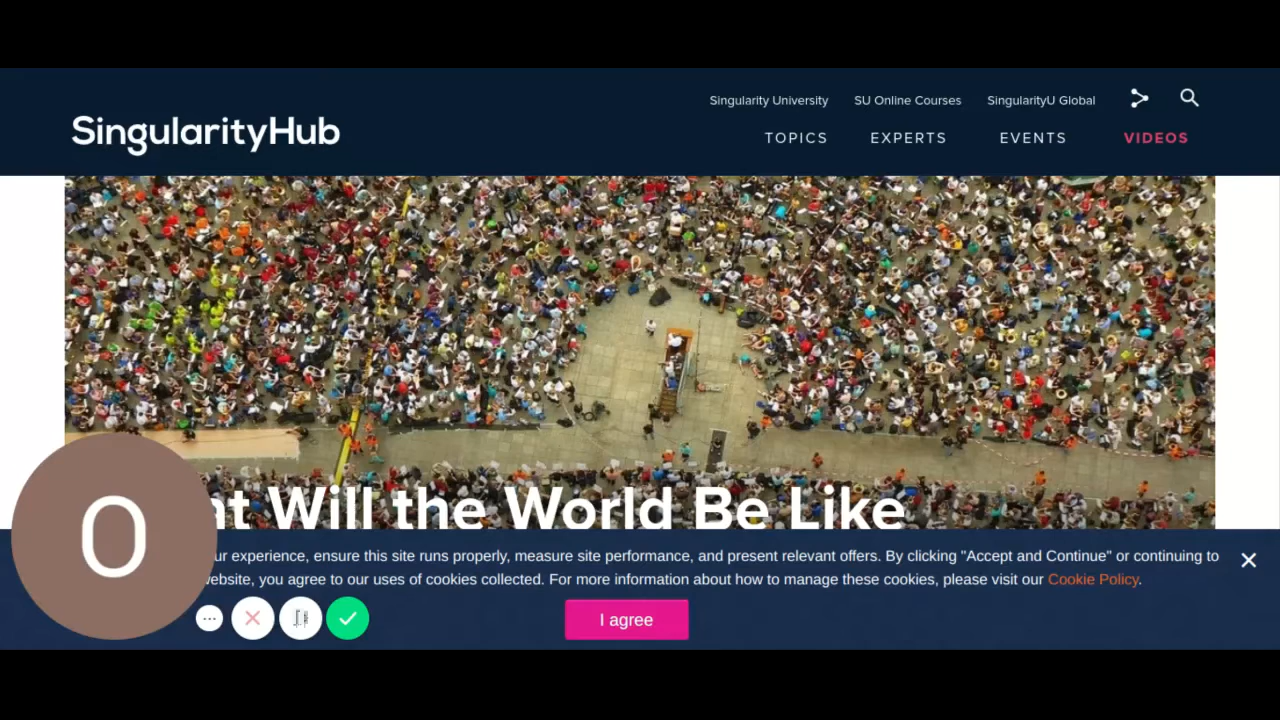 Singularity University SU Online Courses SingularityU Global
SingularityHub
TOPICS EXPERTS EVENTS VIDEOS
Will the World Be Like
experience, ensure this site runs properly, measure site performance, and present relevant offers. By clicking "Accept and Continue" or continuing to
you agree to our uses of cookies collected. For more information about how to manage these cookies, please visit our Cookie Policy.
O
I agree